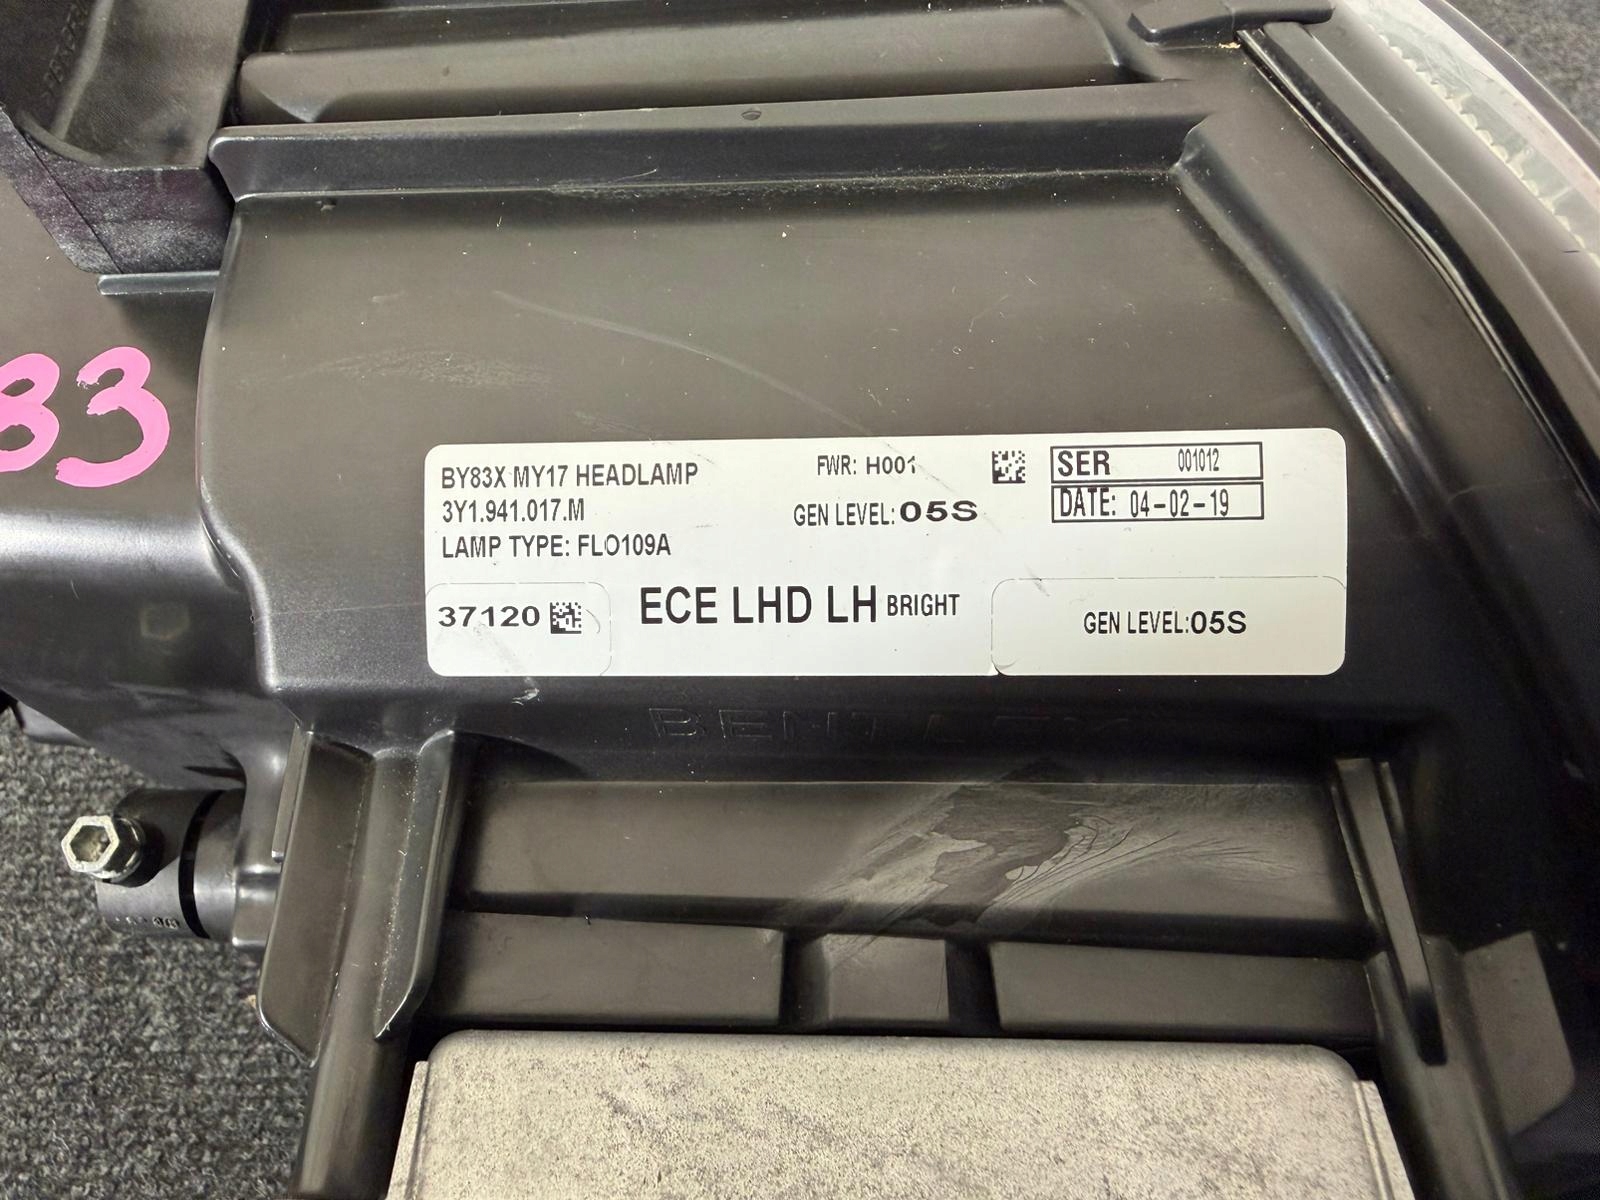 83
BY83X MY17 HEADLAMP
3Y1.941.017.M
LAMP TYPE: FLO109A
FWR: H001
GEN LEVEL: 05S
SER 001012
DATE: 04-02-19
37120
ECE LHD LH BRIGHT
GEN LEVEL:05S
BENTLEY